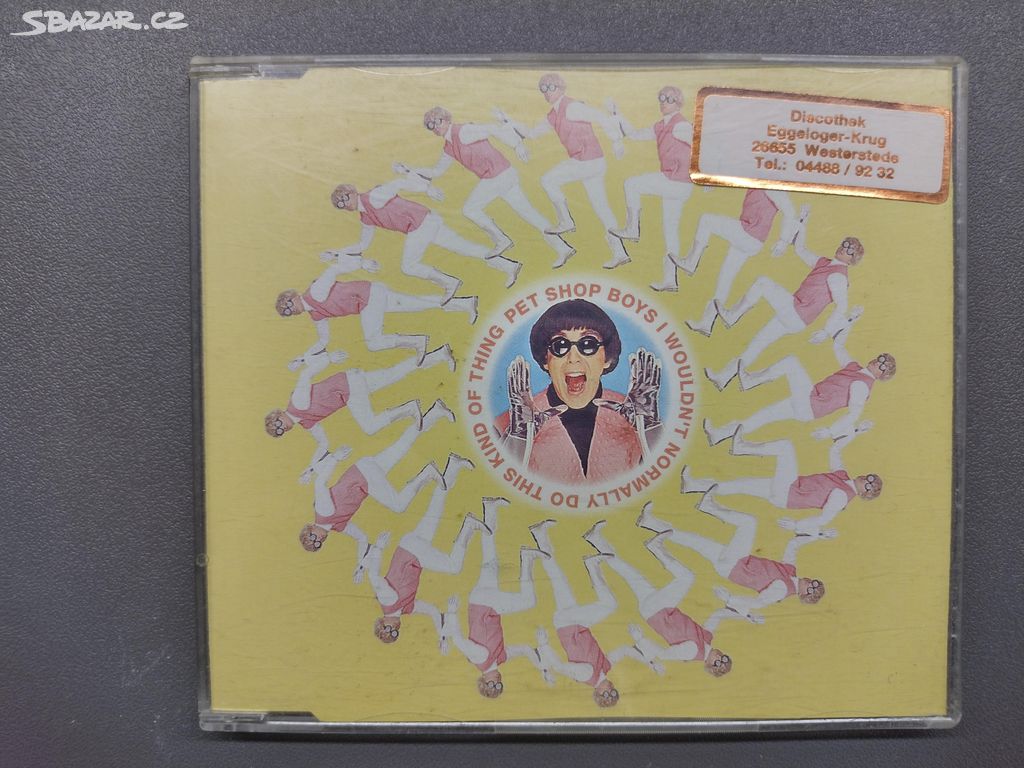 SBAZAR.CZ
Discothek
Eggeloger-Krug
26655 Westerstede
Tel.: 04488 / 92 32
PET SHOP BOYS I WOULDN'T NORMALLY DO THIS KIND OF THING